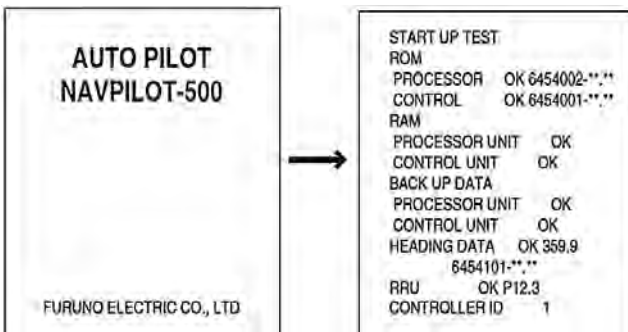 AUTO PILOT
NAVPILOT-500
FURUNO ELECTRIC CO., LTD
START UP TEST
ROM
PROCESSOR OK 6454002-**.**
CONTROL OK 6454001-**.**
RAM
PROCESSOR UNIT OK
CONTROL UNIT OK
BACK UP DATA
PROCESSOR UNIT OK
CONTROL UNIT OK
HEADING DATA OK 359.9
6454101-**.**
RRU OK P12.3
CONTROLLER ID 1